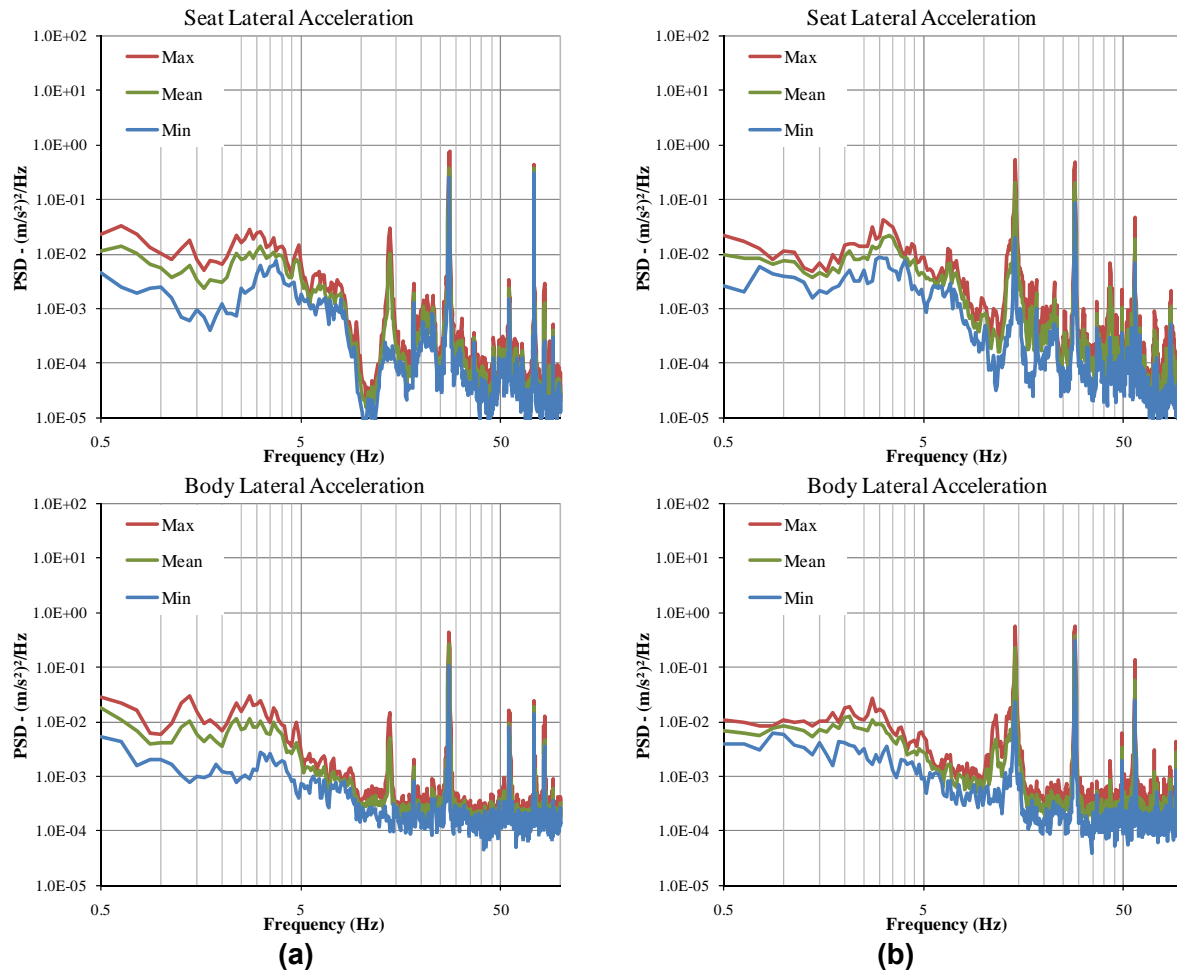 Seat Lateral Acceleration
1.0E+02
1.0E+01
1.0E+00
1.0E-01
1.0E-02
1.0E-03
1.0E-04
1.0E-05
PSD - (m/s²)²/Hz
Max
Mean
Min
0.5 5 50
Frequency (Hz)
Seat Lateral Acceleration
1.0E+02
1.0E+01
1.0E+00
1.0E-01
1.0E-02
1.0E-03
1.0E-04
1.0E-05
PSD - (m/s²)²/Hz
Max
Mean
Min
0.5 5 50
Frequency (Hz)
Body Lateral Acceleration
1.0E+02
1.0E+01
1.0E+00
1.0E-01
1.0E-02
1.0E-03
1.0E-04
1.0E-05
PSD - (m/s²)²/Hz
Max
Mean
Min
0.5 5 50
Frequency (Hz)
(a)
Body Lateral Acceleration
1.0E+02
1.0E+01
1.0E+00
1.0E-01
1.0E-02
1.0E-03
1.0E-04
1.0E-05
PSD - (m/s²)²/Hz
Max
Mean
Min
0.5 5 50
Frequency (Hz)
(b)